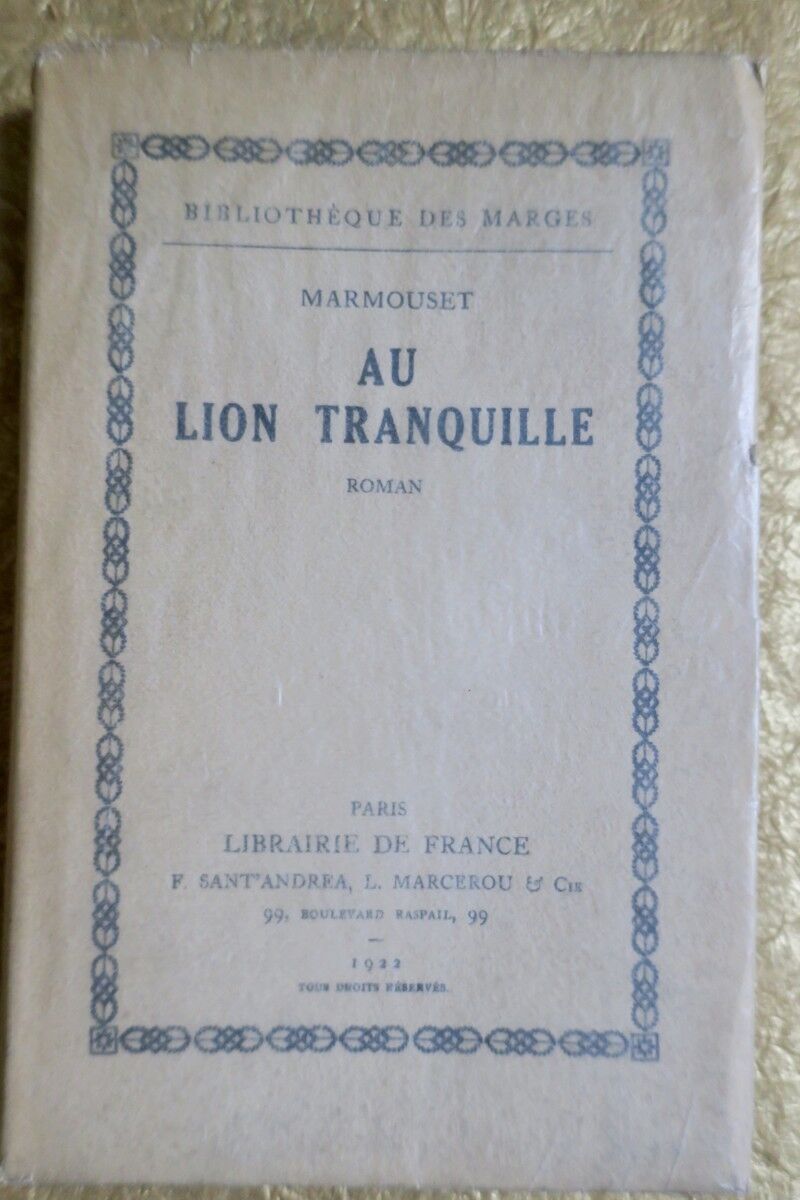 BIBLIOTHÈQUE DES MARGES
MARMOUSET
AU
LION TRANQUILLE
ROMAN
PARIS
LIBRAIRIE DE FRANCE
F. SANT'ANDREA, L. MARCEROU & CIE
99, BOULEVARD RASPAIL, 99
1922
TOUS DROITS RÉSERVÉS.